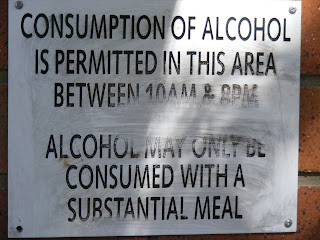 CONSUMPTION OF ALCOHOL
IS PERMITTED IN THIS AREA
BETWEEN 10AM & 8PM
ALCOHOL MAY ONLY BE
CONSUMED WITH A
SUBSTANTIAL MEAL